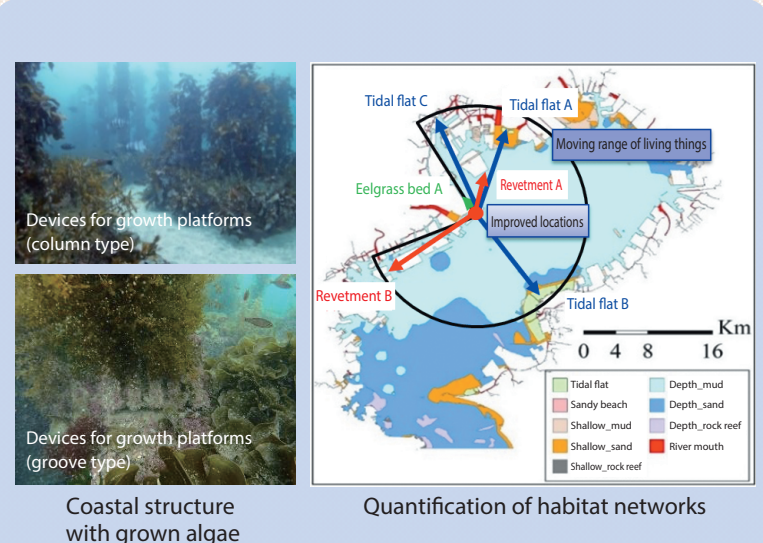 Devices for growth platforms
(column type)
Devices for growth platforms
(groove type)
Coastal structure
with grown algae
Tidal flat C
Tidal flat A
Moving range of living things
Eelgrass bed A
Revetment A
Improved locations
Revetment B
Tidal flat B
Km
0 4 8 16
Tidal flat
Sandy beach
Shallow_mud
Shallow_sand
Shallow_rock reef
Depth_mud
Depth_sand
Depth_rock reef
River mouth
Quantification of habitat networks